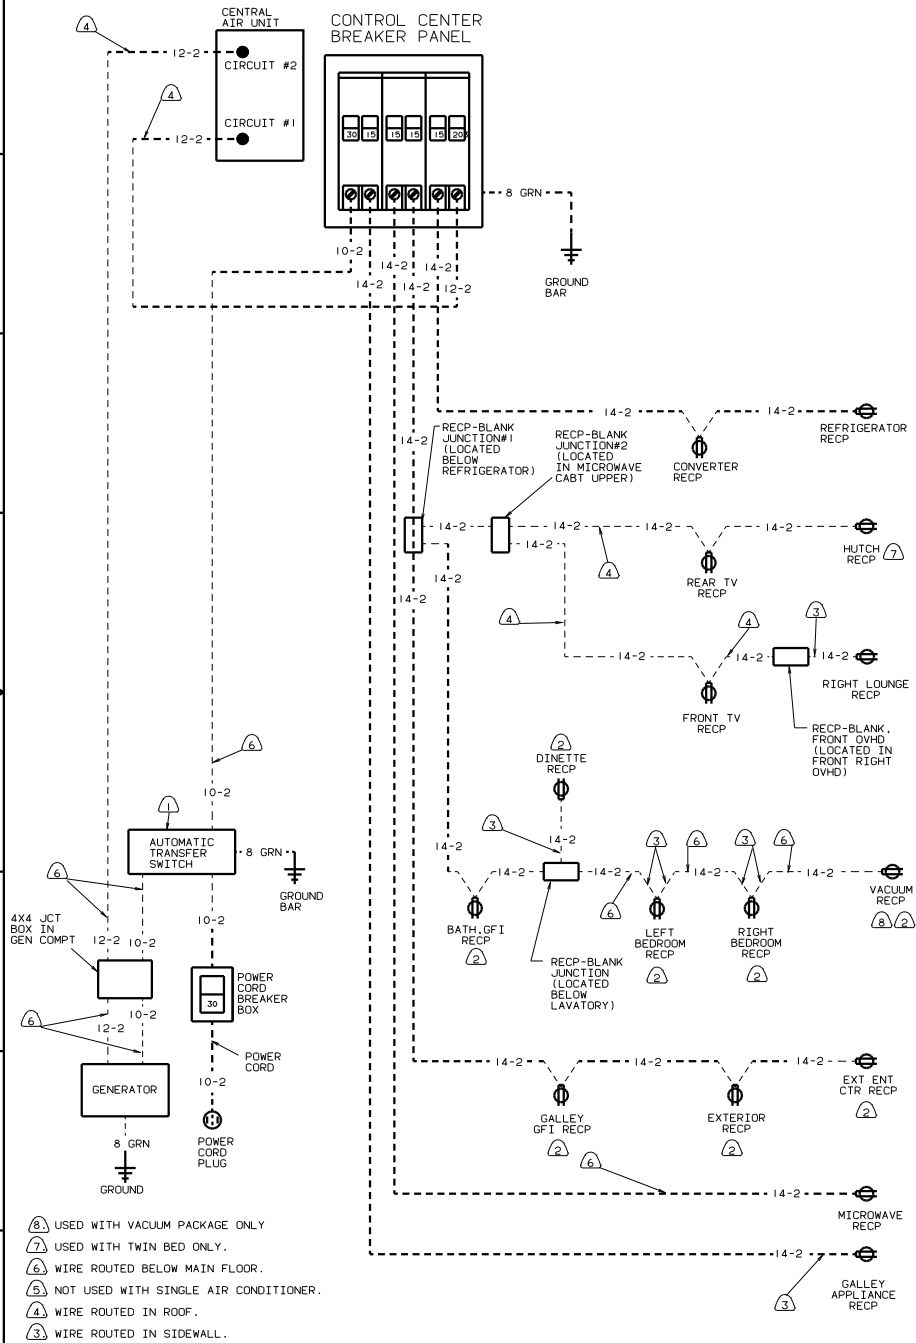 CENTRAL
AIR UNIT
CONTROL CENTER
BREAKER PANEL
4
12-2
CIRCUIT #2
4
CIRCUIT #1
12-2
30
15
15
15
15
20
8 GRN
GROUND
BAR
10-2
14-2
14-2
14-2
14-2
12-2
14-2
14-2
REFRIGERATOR
RECP
CONVERTER
RECP
RECP-BLANK
JUNCTION#1
(LOCATED
BELOW
REFRIGERATOR)
RECP-BLANK
JUNCTION#2
(LOCATED
IN MICROWAVE
CABT UPPER)
14-2
14-2
14-2
14-2
14-2
14-2
HUTCH
RECP
7
4
REAR TV
RECP
14-2
14-2
4
4
3
14-2
14-2
14-2
RIGHT LOUNGE
RECP
FRONT TV
RECP
RECP-BLANK,
FRONT OVHD
(LOCATED IN
FRONT RIGHT
OVHD)
6
2
DINETTE
RECP
10-2
1
3
14-2
3
6
3
6
AUTOMATIC
TRANSFER
SWITCH
8 GRN
GROUND
BAR
14-2
14-2
14-2
14-2
14-2
VACUUM
RECP
8
2
6
6
BATH,GFI
RECP
2
LEFT
BEDROOM
RECP
2
RIGHT
BEDROOM
RECP
2
RECP-BLANK
JUNCTION
(LOCATED
BELOW
LAVATORY)
4X4 JCT
BOX IN
GEN COMPT
10-2
12-2
10-2
POWER
CORD
BREAKER
BOX
30
10-2
12-2
6
POWER
CORD
10-2
GENERATOR
POWER
CORD
PLUG
8 GRN
GROUND
14-2
14-2
14-2
EXT ENT
CTR RECP
2
GALLEY
GFI RECP
2
EXTERIOR
RECP
2
6
14-2
MICROWAVE
RECP
14-2
3
GALLEY
APPLIANCE
RECP
8. USED WITH VACUUM PACKAGE ONLY
7. USED WITH TWIN BED ONLY.
6. WIRE ROUTED BELOW MAIN FLOOR.
5. NOT USED WITH SINGLE AIR CONDITIONER.
4. WIRE ROUTED IN ROOF.
3. WIRE ROUTED IN SIDEWALL.